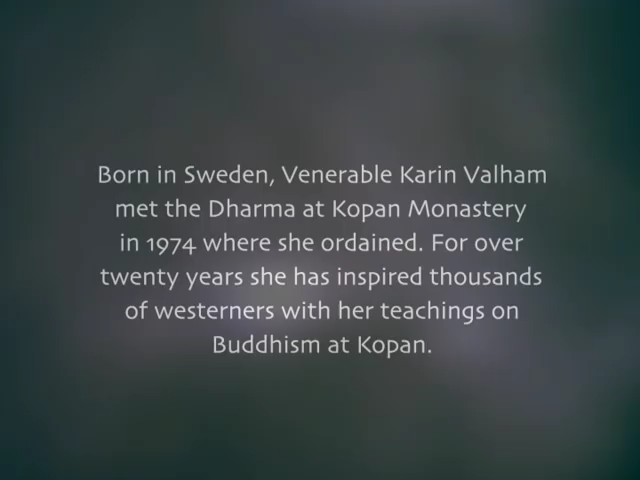 Born in Sweden, Venerable Karin Valham
met the Dharma at Kopan Monastery
in 1974 where she ordained. For over
twenty years she has inspired thousands
of westerners with her teachings on
Buddhism at Kopan.